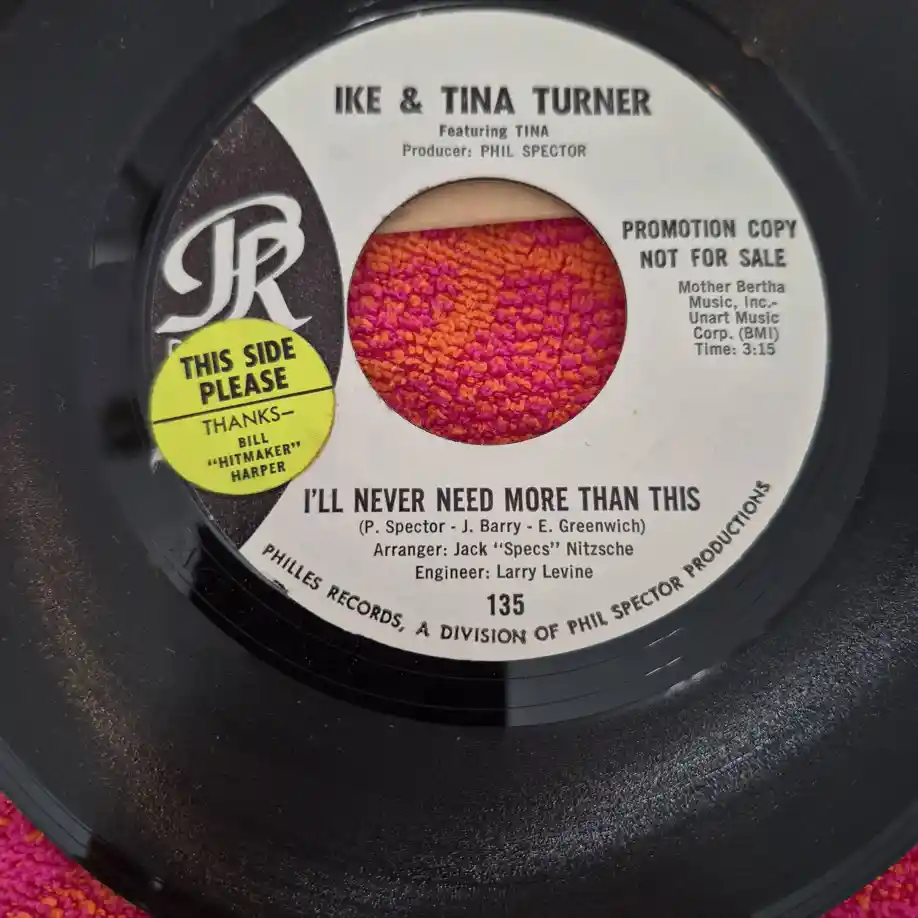 IKE & TINA TURNER
Featuring TINA
Producer: PHIL SPECTOR
PROMOTION COPY
NOT FOR SALE
Mother Bertha
Music, Inc.-
Unart Music
Corp. (BMI)
Time: 3:15
PR
THIS SIDE
PLEASE
THANKS—
BILL
"HITMAKER"
HARPER
I'LL NEVER NEED MORE THAN THIS
(P. Spector - J. Barry - E. Greenwich)
Arranger: Jack "Specs" Nitzsche
Engineer: Larry Levine
135
PHILLES RECORDS, A DIVISION OF PHIL SPECTOR PRODUCTIONS